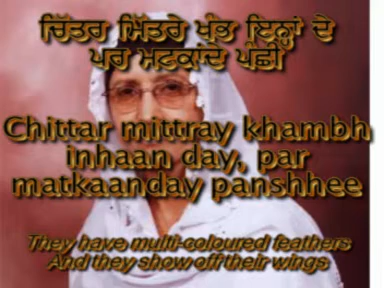 ਚਿੱਤਰ ਮਿੱਤਰੇ ਖੰਭ ਇਨ੍ਹਾਂ ਦੇ
ਪਰ ਮਟਕਾਂਦੇ ਪੰਛੀ
Chittar mittray khambh
inhaan day, par
matkaanday panshhee
They have multi-coloured feathers
And they show off their wings